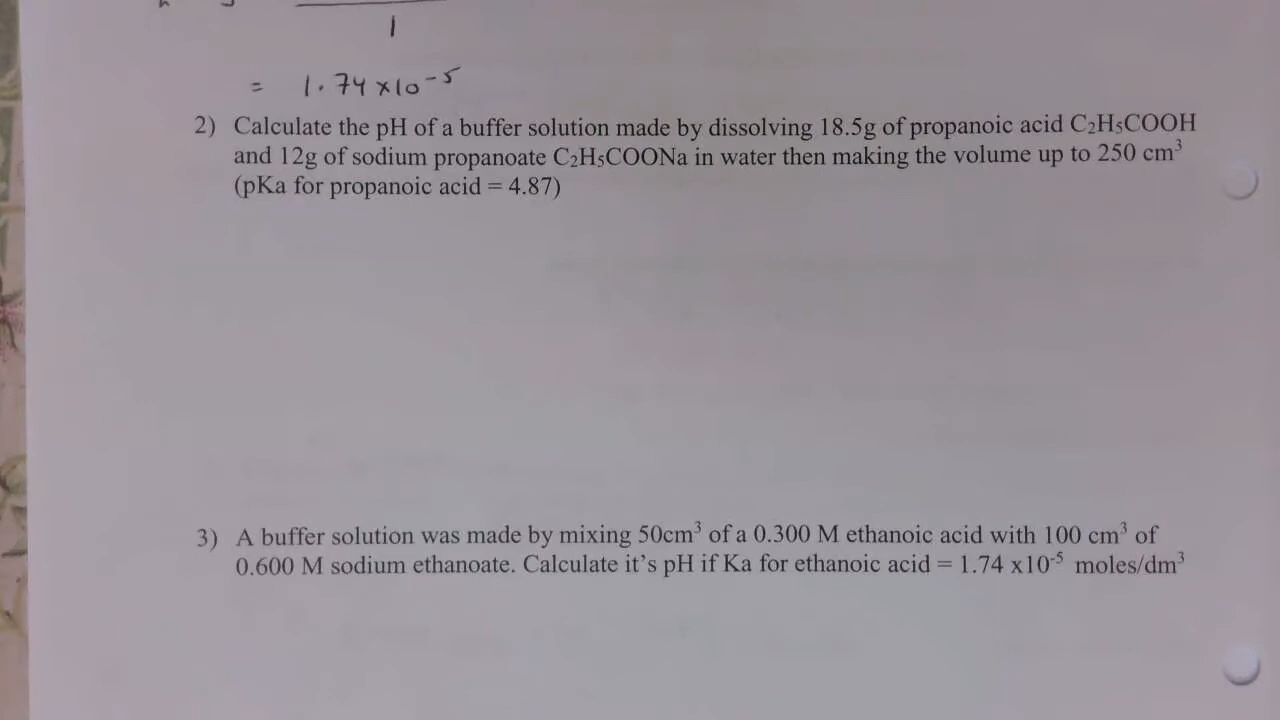 1
= 1.74 x10⁻⁵
2) Calculate the pH of a buffer solution made by dissolving 18.5g of propanoic acid C₂H₅COOH
and 12g of sodium propanoate C₂H₅COONa in water then making the volume up to 250 cm³
(pKa for propanoic acid = 4.87)
3) A buffer solution was made by mixing 50cm³ of a 0.300 M ethanoic acid with 100 cm³ of
0.600 M sodium ethanoate. Calculate it's pH if Ka for ethanoic acid = 1.74 x10⁻⁵ moles/dm³